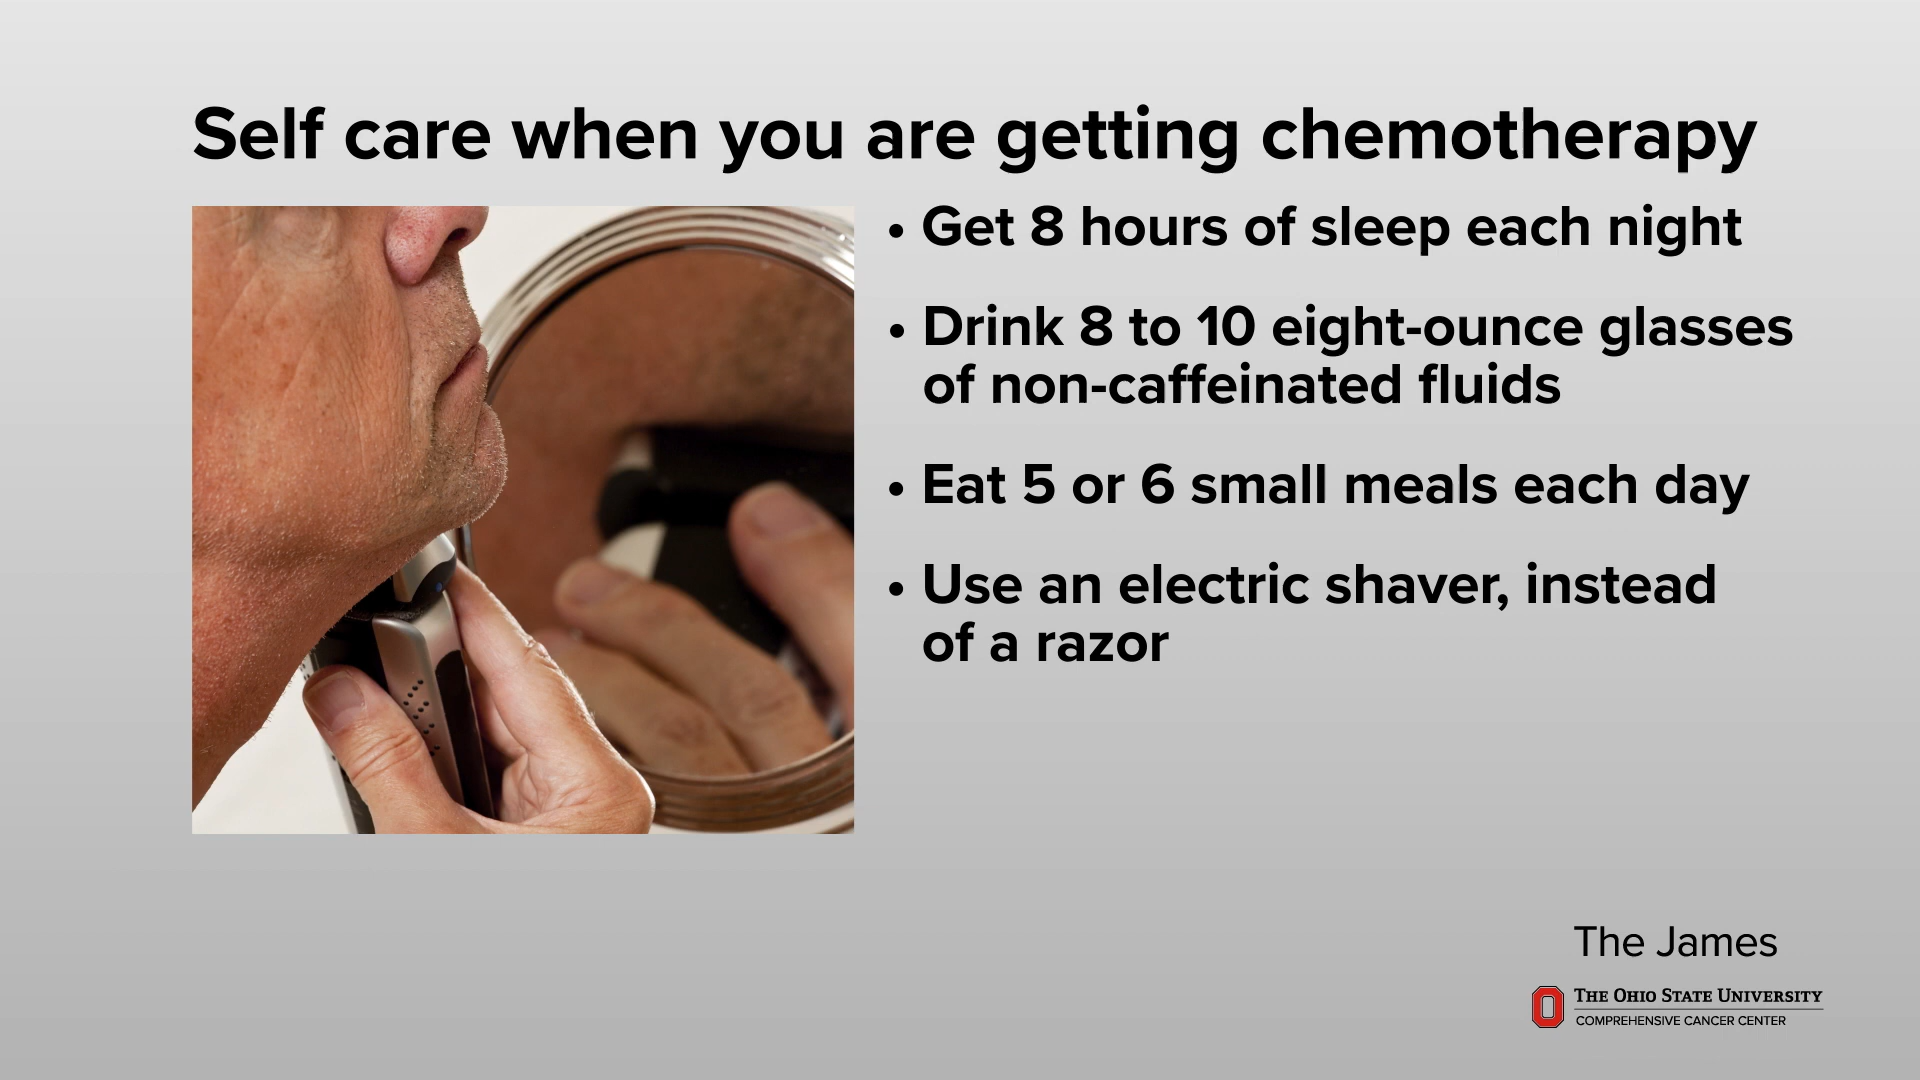 Self care when you are getting chemotherapy
• Get 8 hours of sleep each night
• Drink 8 to 10 eight-ounce glasses
of non-caffeinated fluids
• Eat 5 or 6 small meals each day
• Use an electric shaver, instead
of a razor
The James
THE OHIO STATE UNIVERSITY
COMPREHENSIVE CANCER CENTER